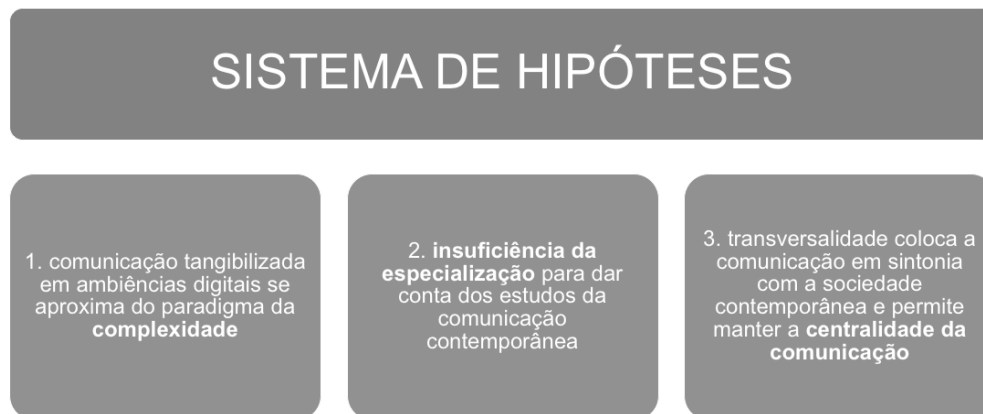 SISTEMA DE HIPÓTESES
1. comunicação tangibilizada
em ambiências digitais se
aproxima do paradigma da
complexidade
2. insuficiência da
especialização para dar
conta dos estudos da
comunicação
contemporânea
3. transversalidade coloca a
comunicação em sintonia
com a sociedade
contemporânea e permite
manter a centralidade da
comunicação